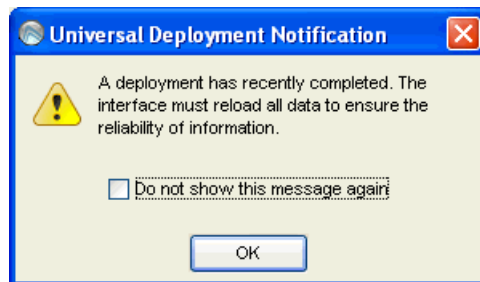 Universal Deployment Notification
A deployment has recently completed. The
interface must reload all data to ensure the
reliability of information.
Do not show this message again
OK